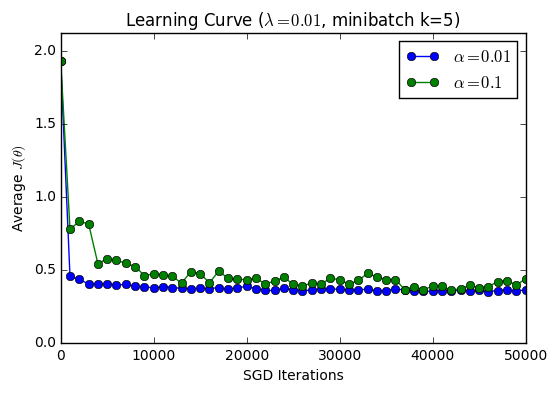 Learning Curve (λ=0.01, minibatch k=5)
α=0.01
α=0.1
Average J(θ)
2.0
1.5
1.0
0.5
0.0
0 10000 20000 30000 40000 50000
SGD Iterations